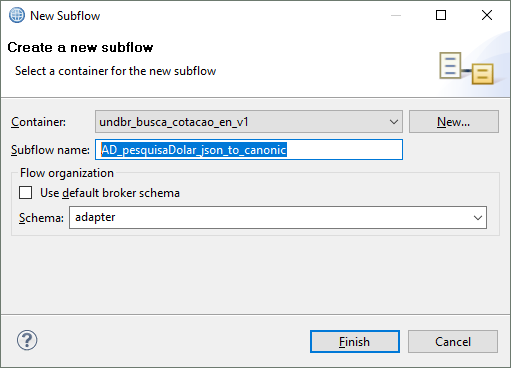 New Subflow
Create a new subflow
Select a container for the new subflow
Container: undbr_busca_cotacao_en_v1 New...
Subflow name: AD_pesquisaDolar_json_to_canonic
Flow organization
Use default broker schema
Schema: adapter
? Finish Cancel